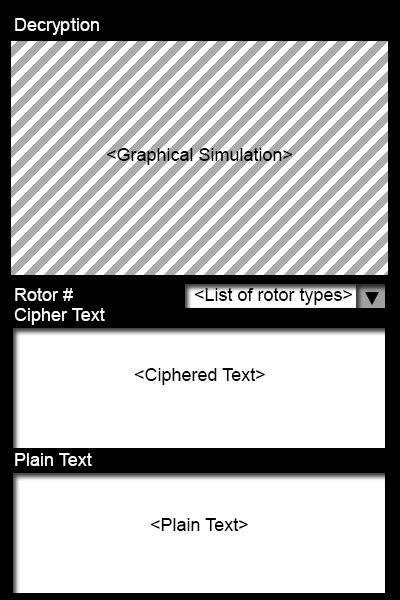 Decryption
<Graphical Simulation>
Rotor # <List of rotor types>
Cipher Text
<Ciphered Text>
Plain Text
<Plain Text>